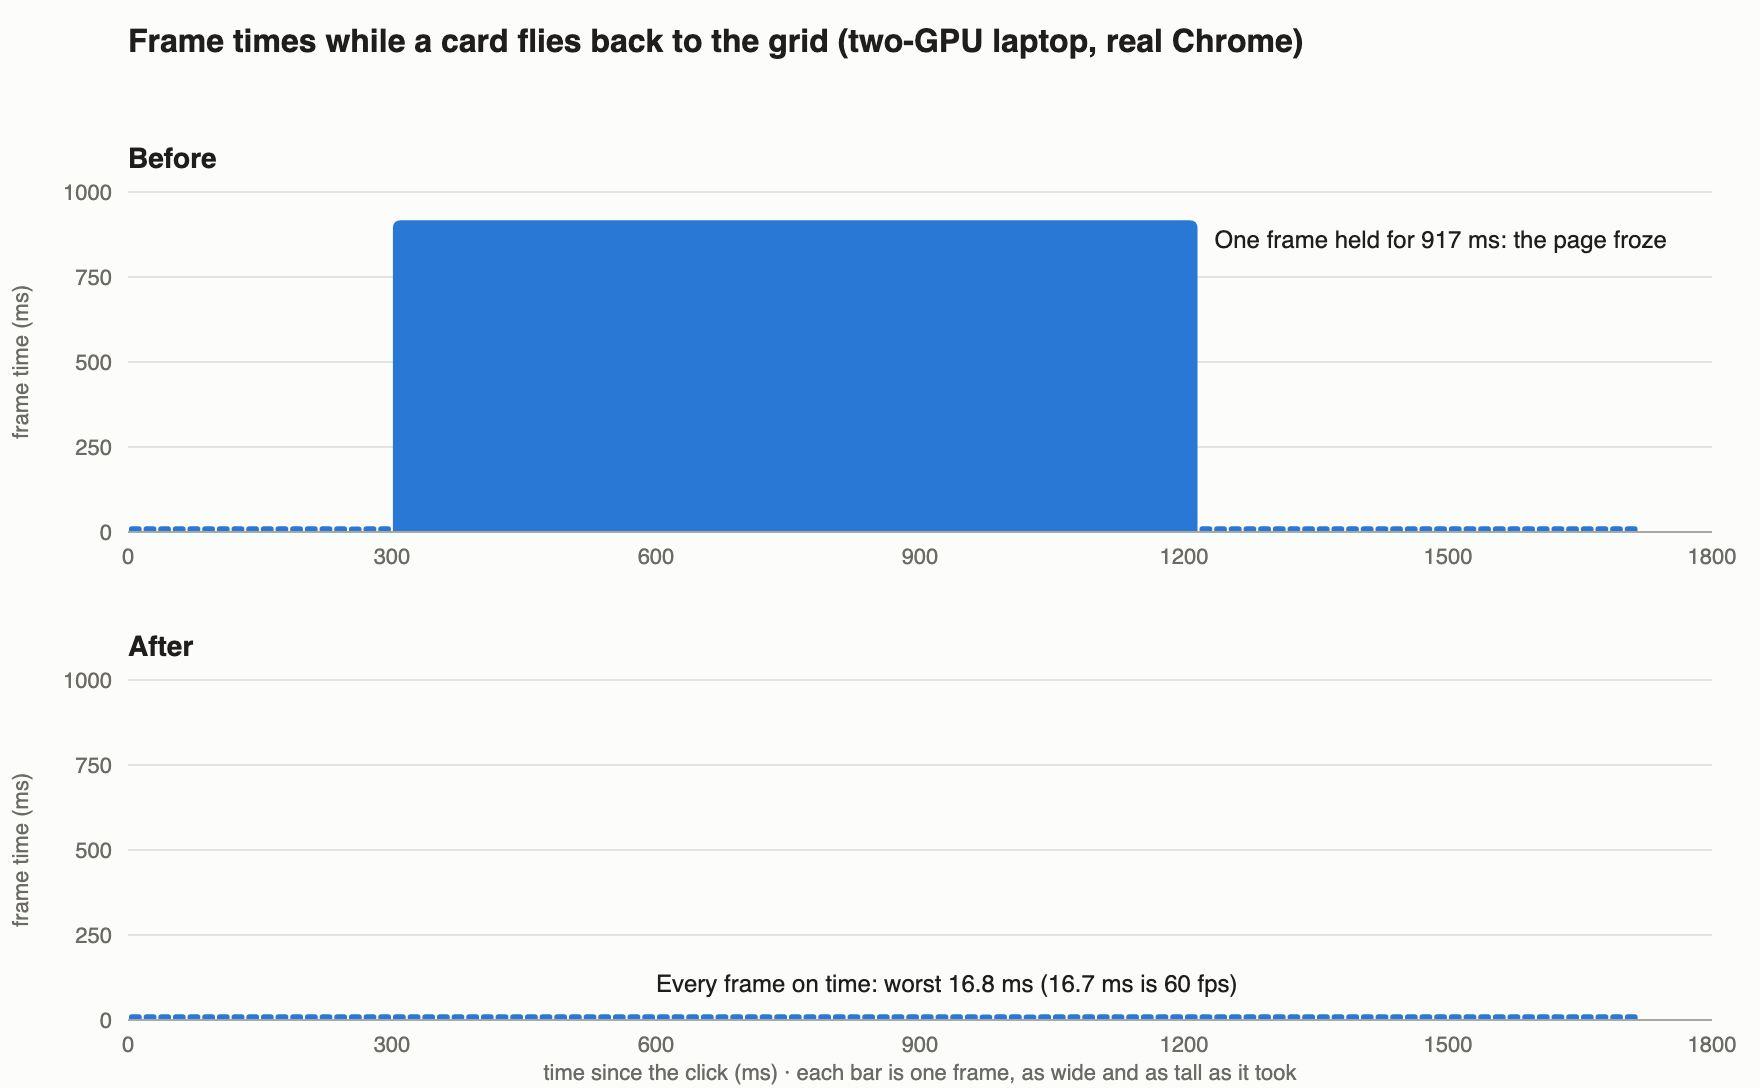 Frame times while a card flies back to the grid (two-GPU laptop, real Chrome)
Before
frame time (ms)
1000
One frame held for 917 ms: the page froze
750
500
250
0
0 300 600 900 1200 1500 1800
After
frame time (ms)
1000
750
500
250
Every frame on time: worst 16.8 ms (16.7 ms is 60 fps)
0
0 300 600 900 1200 1500 1800
time since the click (ms) · each bar is one frame, as wide and as tall as it took